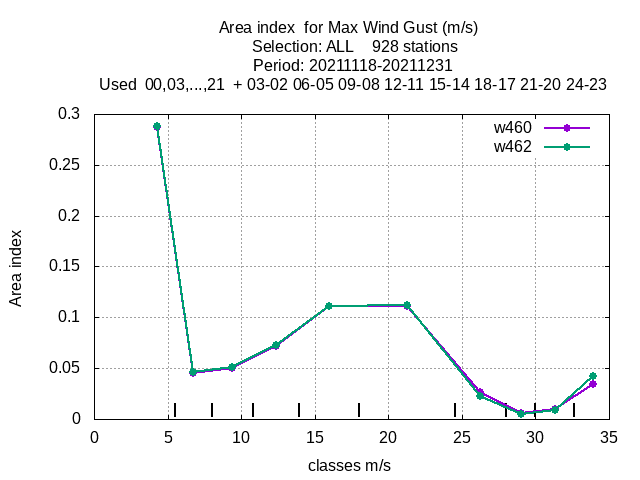 Area index  for Max Wind Gust (m/s)
Selection: ALL    928 stations
Period: 20211118-20211231
Used  00,03,...,21  + 03-02 06-05 09-08 12-11 15-14 18-17 21-20 24-23
0.3
0.25
0.2
0.15
0.1
0.05
0
Area index
w460
w462
0 5 10 15 20 25 30 35
classes m/s